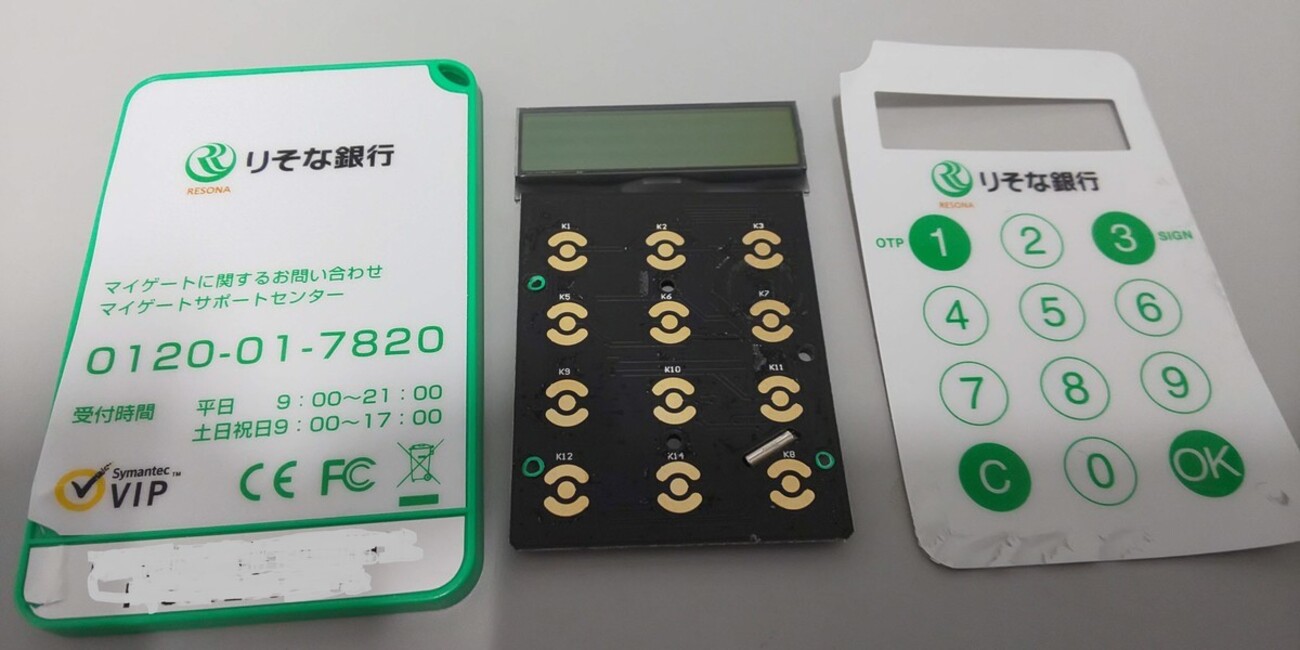 りそな銀行
RESONA
マイゲートに関するお問い合わせ
マイゲートサポートセンター
0120-01-7820
受付時間 平日 9：00～21：00
土日祝日9：00～17：00
Symantec™
VIP
CE FC
K1 K2 K3
K5 K6 K7
K9 K10 K11
K12 K14 K8
りそな銀行
RESONA
OTP 1 2 3 SIGN
4 5 6
7 8 9
C 0 OK